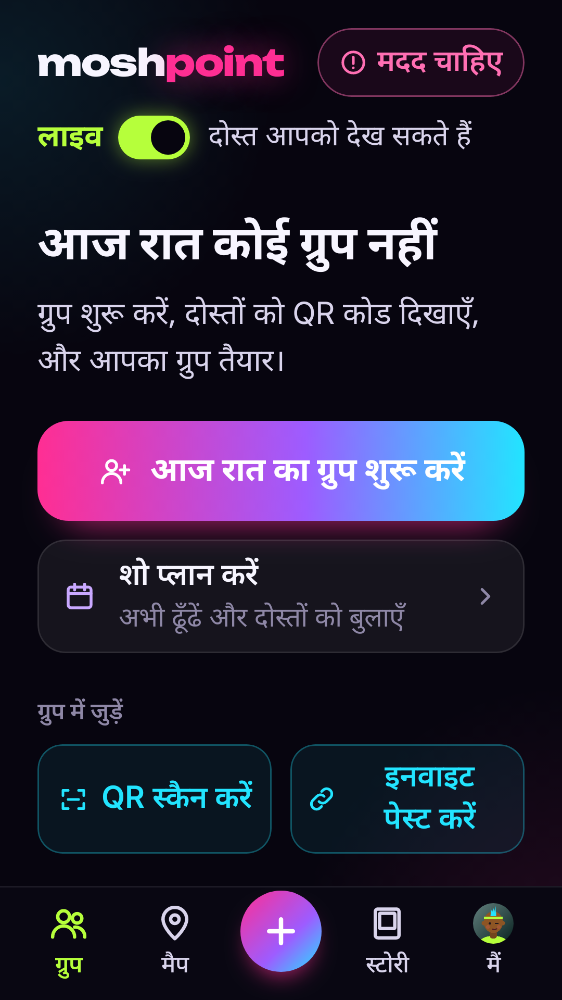 moshpoint
मदद चाहिए
लाइव
दोस्त आपको देख सकते हैं
आज रात कोई ग्रुप नहीं
ग्रुप शुरू करें, दोस्तों को QR कोड दिखाएँ,
और आपका ग्रुप तैयार।
आज रात का ग्रुप शुरू करें
शो प्लान करें
अभी ढूँढें और दोस्तों को बुलाएँ
ग्रुप में जुड़ें
QR स्कैन करें
इनवाइट
पेस्ट करें
ग्रुप
मैप
स्टोरी
मैं